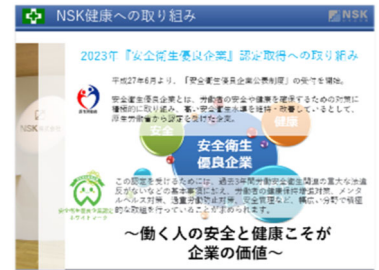 NSK健康への取り組み
NSK
2023年『安全衛生優良企業』認定取得への取り組み
平成27年6月より、「安全衛生優良企業公表制度」の受付を開始。
安全衛生優良企業とは、労働者の安全や健康を確保するための対策に
積極的に取り組み、高い安全衛生水準を維持・改善しているとして、
厚生労働省から認定を受けた企業。
NSK
安全
健康
安全衛生
優良企業
この認定を受けるためには、過去3年間労働安全衛生関連の重大な法違
反がないなどの基本事項に加え、労働者の健康保持増進対策、メンタ
ルヘルス対策、過重労働防止対策、安全管理など、幅広い分野で積極
的な取組を行っていることが求められます。
～働く人の安全と健康こそが
企業の価値～